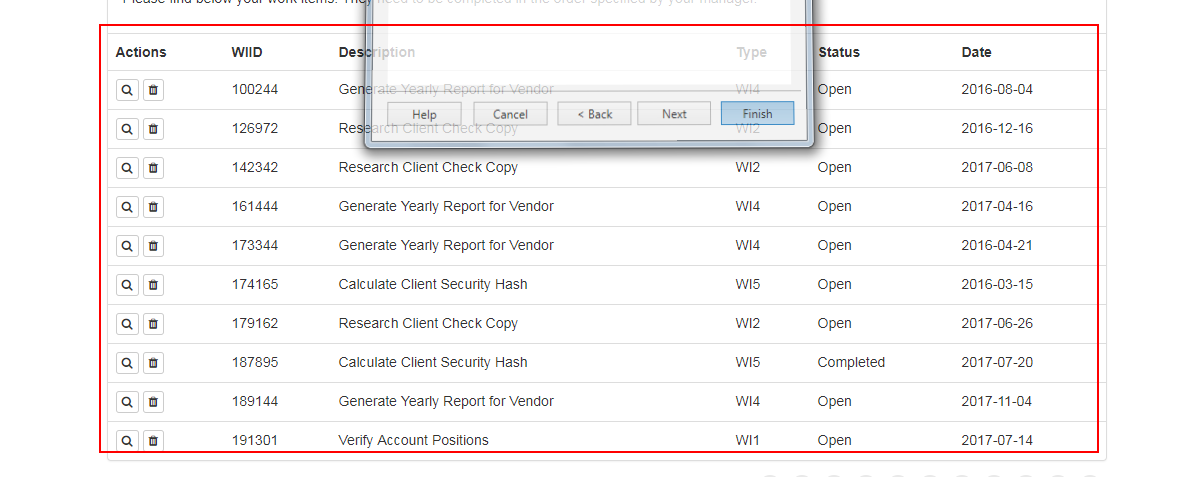 Please find below your work items. They need to be completed in the order specified by your manager.
Actions WIID Description Type Status Date
100244 Generate Yearly Report for Vendor WI4 Open 2016-08-04
Help Cancel < Back Next Finish
126972 Research Client Check Copy WI2 Open 2016-12-16
142342 Research Client Check Copy WI2 Open 2017-06-08
161444 Generate Yearly Report for Vendor WI4 Open 2017-04-16
173344 Generate Yearly Report for Vendor WI4 Open 2016-04-21
174165 Calculate Client Security Hash WI5 Open 2016-03-15
179162 Research Client Check Copy WI2 Open 2017-06-26
187895 Calculate Client Security Hash WI5 Completed 2017-07-20
189144 Generate Yearly Report for Vendor WI4 Open 2017-11-04
191301 Verify Account Positions WI1 Open 2017-07-14